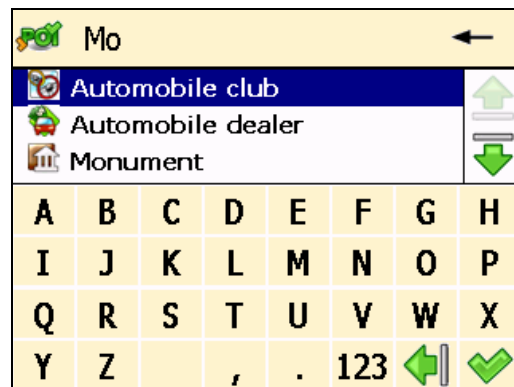 POI Mo
Automobile club
Automobile dealer
Monument
A B C D E F G H
I J K L M N O P
Q R S T U V W X
Y Z , . 123